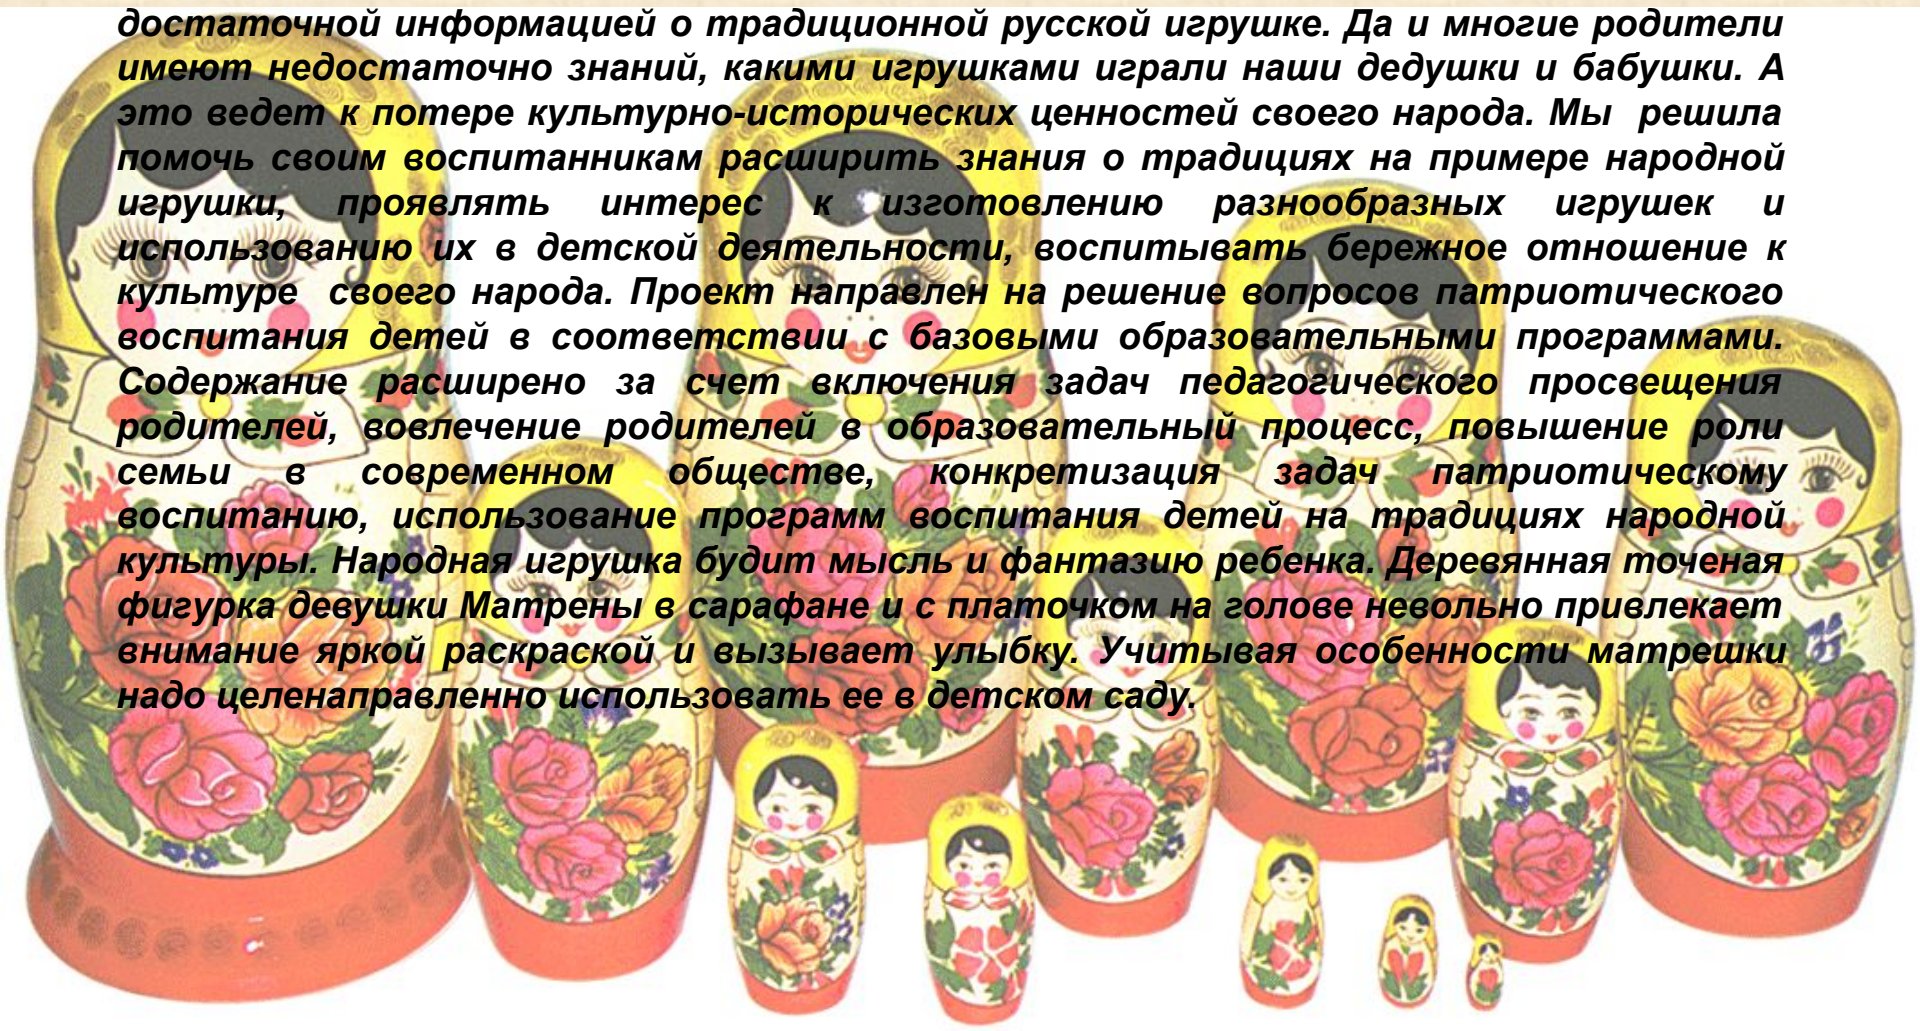 достаточной информацией о традиционной русской игрушке. Да и многие родители
имеют недостаточно знаний, какими игрушками играли наши дедушки и бабушки. А
это ведет к потере культурно-исторических ценностей своего народа. Мы решила
помочь своим воспитанникам расширить знания о традициях на примере народной
игрушки, проявлять интерес к изготовлению разнообразных игрушек и
использованию их в детской деятельности, воспитывать бережное отношение к
культуре своего народа. Проект направлен на решение вопросов патриотического
воспитания детей в соответствии с базовыми образовательными программами.
Содержание расширено за счет включения задач педагогического просвещения
родителей, вовлечение родителей в образовательный процесс, повышение роли
семьи в современном обществе, конкретизация задач патриотическому
воспитанию, использование программ воспитания детей на традициях народной
культуры. Народная игрушка будит мысль и фантазию ребенка. Деревянная точеная
фигурка девушки Матрены в сарафане и с платочком на голове невольно привлекает
внимание яркой раскраской и вызывает улыбку. Учитывая особенности матрешки
надо целенаправленно использовать ее в детском саду.